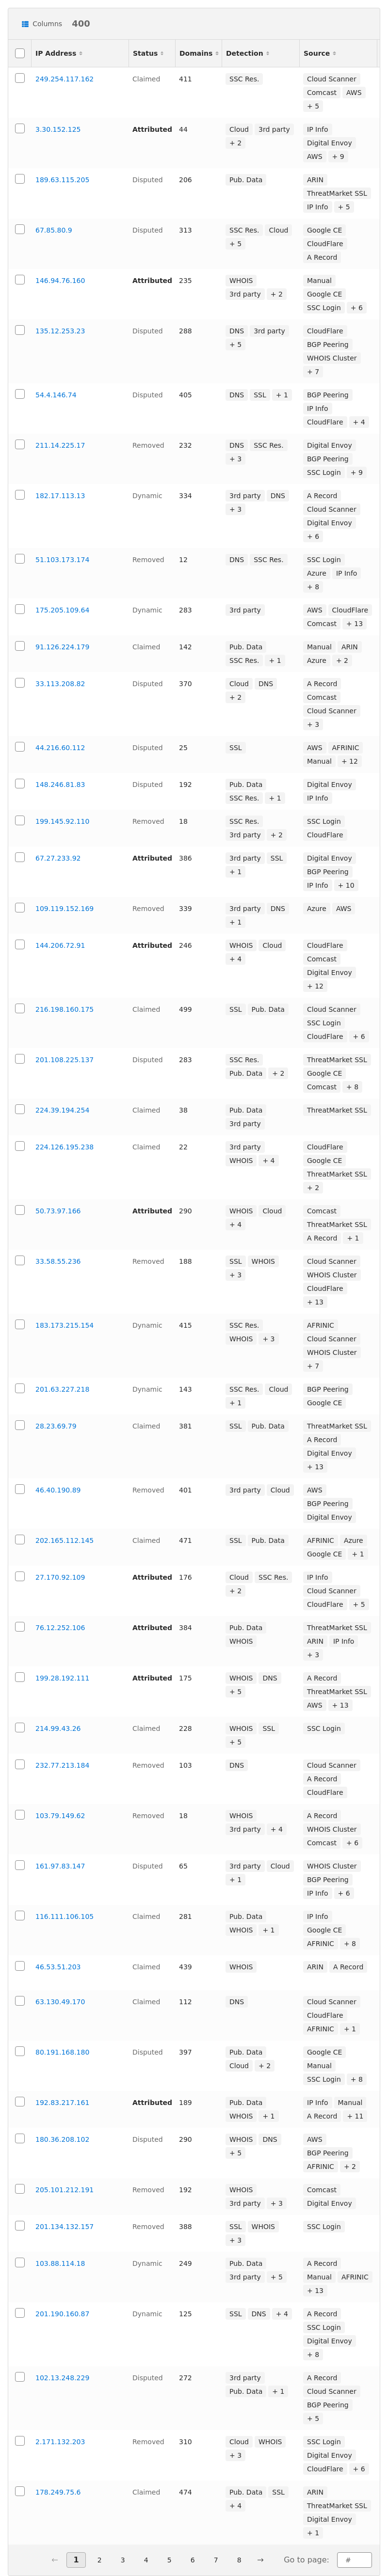 Columns 400
IP Address Status Domains Detection Source
249.254.117.162 Claimed 411 SSC Res. Cloud Scanner
Comcast AWS
+ 5
3.30.152.125 Attributed 44 Cloud 3rd party IP Info
+ 2 Digital Envoy
AWS + 9
189.63.115.205 Disputed 206 Pub. Data ARIN
ThreatMarket SSL
IP Info + 5
67.85.80.9 Disputed 313 SSC Res. Cloud Google CE
+ 5 CloudFlare
A Record
146.94.76.160 Attributed 235 WHOIS Manual
3rd party + 2 Google CE
SSC Login + 6
135.12.253.23 Disputed 288 DNS 3rd party CloudFlare
+ 5 BGP Peering
WHOIS Cluster
+ 7
54.4.146.74 Disputed 405 DNS SSL + 1 BGP Peering
IP Info
CloudFlare + 4
211.14.225.17 Removed 232 DNS SSC Res. Digital Envoy
+ 3 BGP Peering
SSC Login + 9
182.17.113.13 Dynamic 334 3rd party DNS A Record
+ 3 Cloud Scanner
Digital Envoy
+ 6
51.103.173.174 Removed 12 DNS SSC Res. SSC Login
Azure IP Info
+ 8
175.205.109.64 Dynamic 283 3rd party AWS CloudFlare
Comcast + 13
91.126.224.179 Claimed 142 Pub. Data Manual ARIN
SSC Res. + 1 Azure + 2
33.113.208.82 Disputed 370 Cloud DNS A Record
+ 2 Comcast
Cloud Scanner
+ 3
44.216.60.112 Disputed 25 SSL AWS AFRINIC
Manual + 12
148.246.81.83 Disputed 192 Pub. Data Digital Envoy
SSC Res. + 1 IP Info
199.145.92.110 Removed 18 SSC Res. SSC Login
3rd party + 2 CloudFlare
67.27.233.92 Attributed 386 3rd party SSL Digital Envoy
+ 1 BGP Peering
IP Info + 10
109.119.152.169 Removed 339 3rd party DNS Azure AWS
+ 1
144.206.72.91 Attributed 246 WHOIS Cloud CloudFlare
+ 4 Comcast
Digital Envoy
+ 12
216.198.160.175 Claimed 499 SSL Pub. Data Cloud Scanner
SSC Login
CloudFlare + 6
201.108.225.137 Disputed 283 SSC Res. ThreatMarket SSL
Pub. Data + 2 Google CE
Comcast + 8
224.39.194.254 Claimed 38 Pub. Data ThreatMarket SSL
3rd party
224.126.195.238 Claimed 22 3rd party CloudFlare
WHOIS + 4 Google CE
ThreatMarket SSL
+ 2
50.73.97.166 Attributed 290 WHOIS Cloud Comcast
+ 4 ThreatMarket SSL
A Record + 1
33.58.55.236 Removed 188 SSL WHOIS Cloud Scanner
+ 3 WHOIS Cluster
CloudFlare
+ 13
183.173.215.154 Dynamic 415 SSC Res. AFRINIC
WHOIS + 3 Cloud Scanner
WHOIS Cluster
+ 7
201.63.227.218 Dynamic 143 SSC Res. Cloud BGP Peering
+ 1 Google CE
28.23.69.79 Claimed 381 SSL Pub. Data ThreatMarket SSL
A Record
Digital Envoy
+ 13
46.40.190.89 Removed 401 3rd party Cloud AWS
BGP Peering
Digital Envoy
202.165.112.145 Claimed 471 SSL Pub. Data AFRINIC Azure
Google CE + 1
27.170.92.109 Attributed 176 Cloud SSC Res. IP Info
+ 2 Cloud Scanner
CloudFlare + 5
76.12.252.106 Attributed 384 Pub. Data ThreatMarket SSL
WHOIS ARIN IP Info
+ 3
199.28.192.111 Attributed 175 WHOIS DNS A Record
+ 5 ThreatMarket SSL
AWS + 13
214.99.43.26 Claimed 228 WHOIS SSL SSC Login
+ 5
232.77.213.184 Removed 103 DNS Cloud Scanner
A Record
CloudFlare
103.79.149.62 Removed 18 WHOIS A Record
3rd party + 4 WHOIS Cluster
Comcast + 6
161.97.83.147 Disputed 65 3rd party Cloud WHOIS Cluster
+ 1 BGP Peering
IP Info + 6
116.111.106.105 Claimed 281 Pub. Data IP Info
WHOIS + 1 Google CE
AFRINIC + 8
46.53.51.203 Claimed 439 WHOIS ARIN A Record
63.130.49.170 Claimed 112 DNS Cloud Scanner
CloudFlare
AFRINIC + 1
80.191.168.180 Disputed 397 Pub. Data Google CE
Cloud + 2 Manual
SSC Login + 8
192.83.217.161 Attributed 189 Pub. Data IP Info Manual
WHOIS + 1 A Record + 11
180.36.208.102 Disputed 290 WHOIS DNS AWS
+ 5 BGP Peering
AFRINIC + 2
205.101.212.191 Removed 192 WHOIS Comcast
3rd party + 3 Digital Envoy
201.134.132.157 Removed 388 SSL WHOIS SSC Login
+ 3
103.88.114.18 Dynamic 249 Pub. Data A Record
3rd party + 5 Manual AFRINIC
+ 13
201.190.160.87 Dynamic 125 SSL DNS + 4 A Record
SSC Login
Digital Envoy
+ 8
102.13.248.229 Disputed 272 3rd party A Record
Pub. Data + 1 Cloud Scanner
BGP Peering
+ 5
2.171.132.203 Removed 310 Cloud WHOIS SSC Login
+ 3 Digital Envoy
CloudFlare + 6
178.249.75.6 Claimed 474 Pub. Data SSL ARIN
+ 4 ThreatMarket SSL
Digital Envoy
+ 1
← 1 2 3 4 5 6 7 8 → Go to page: #